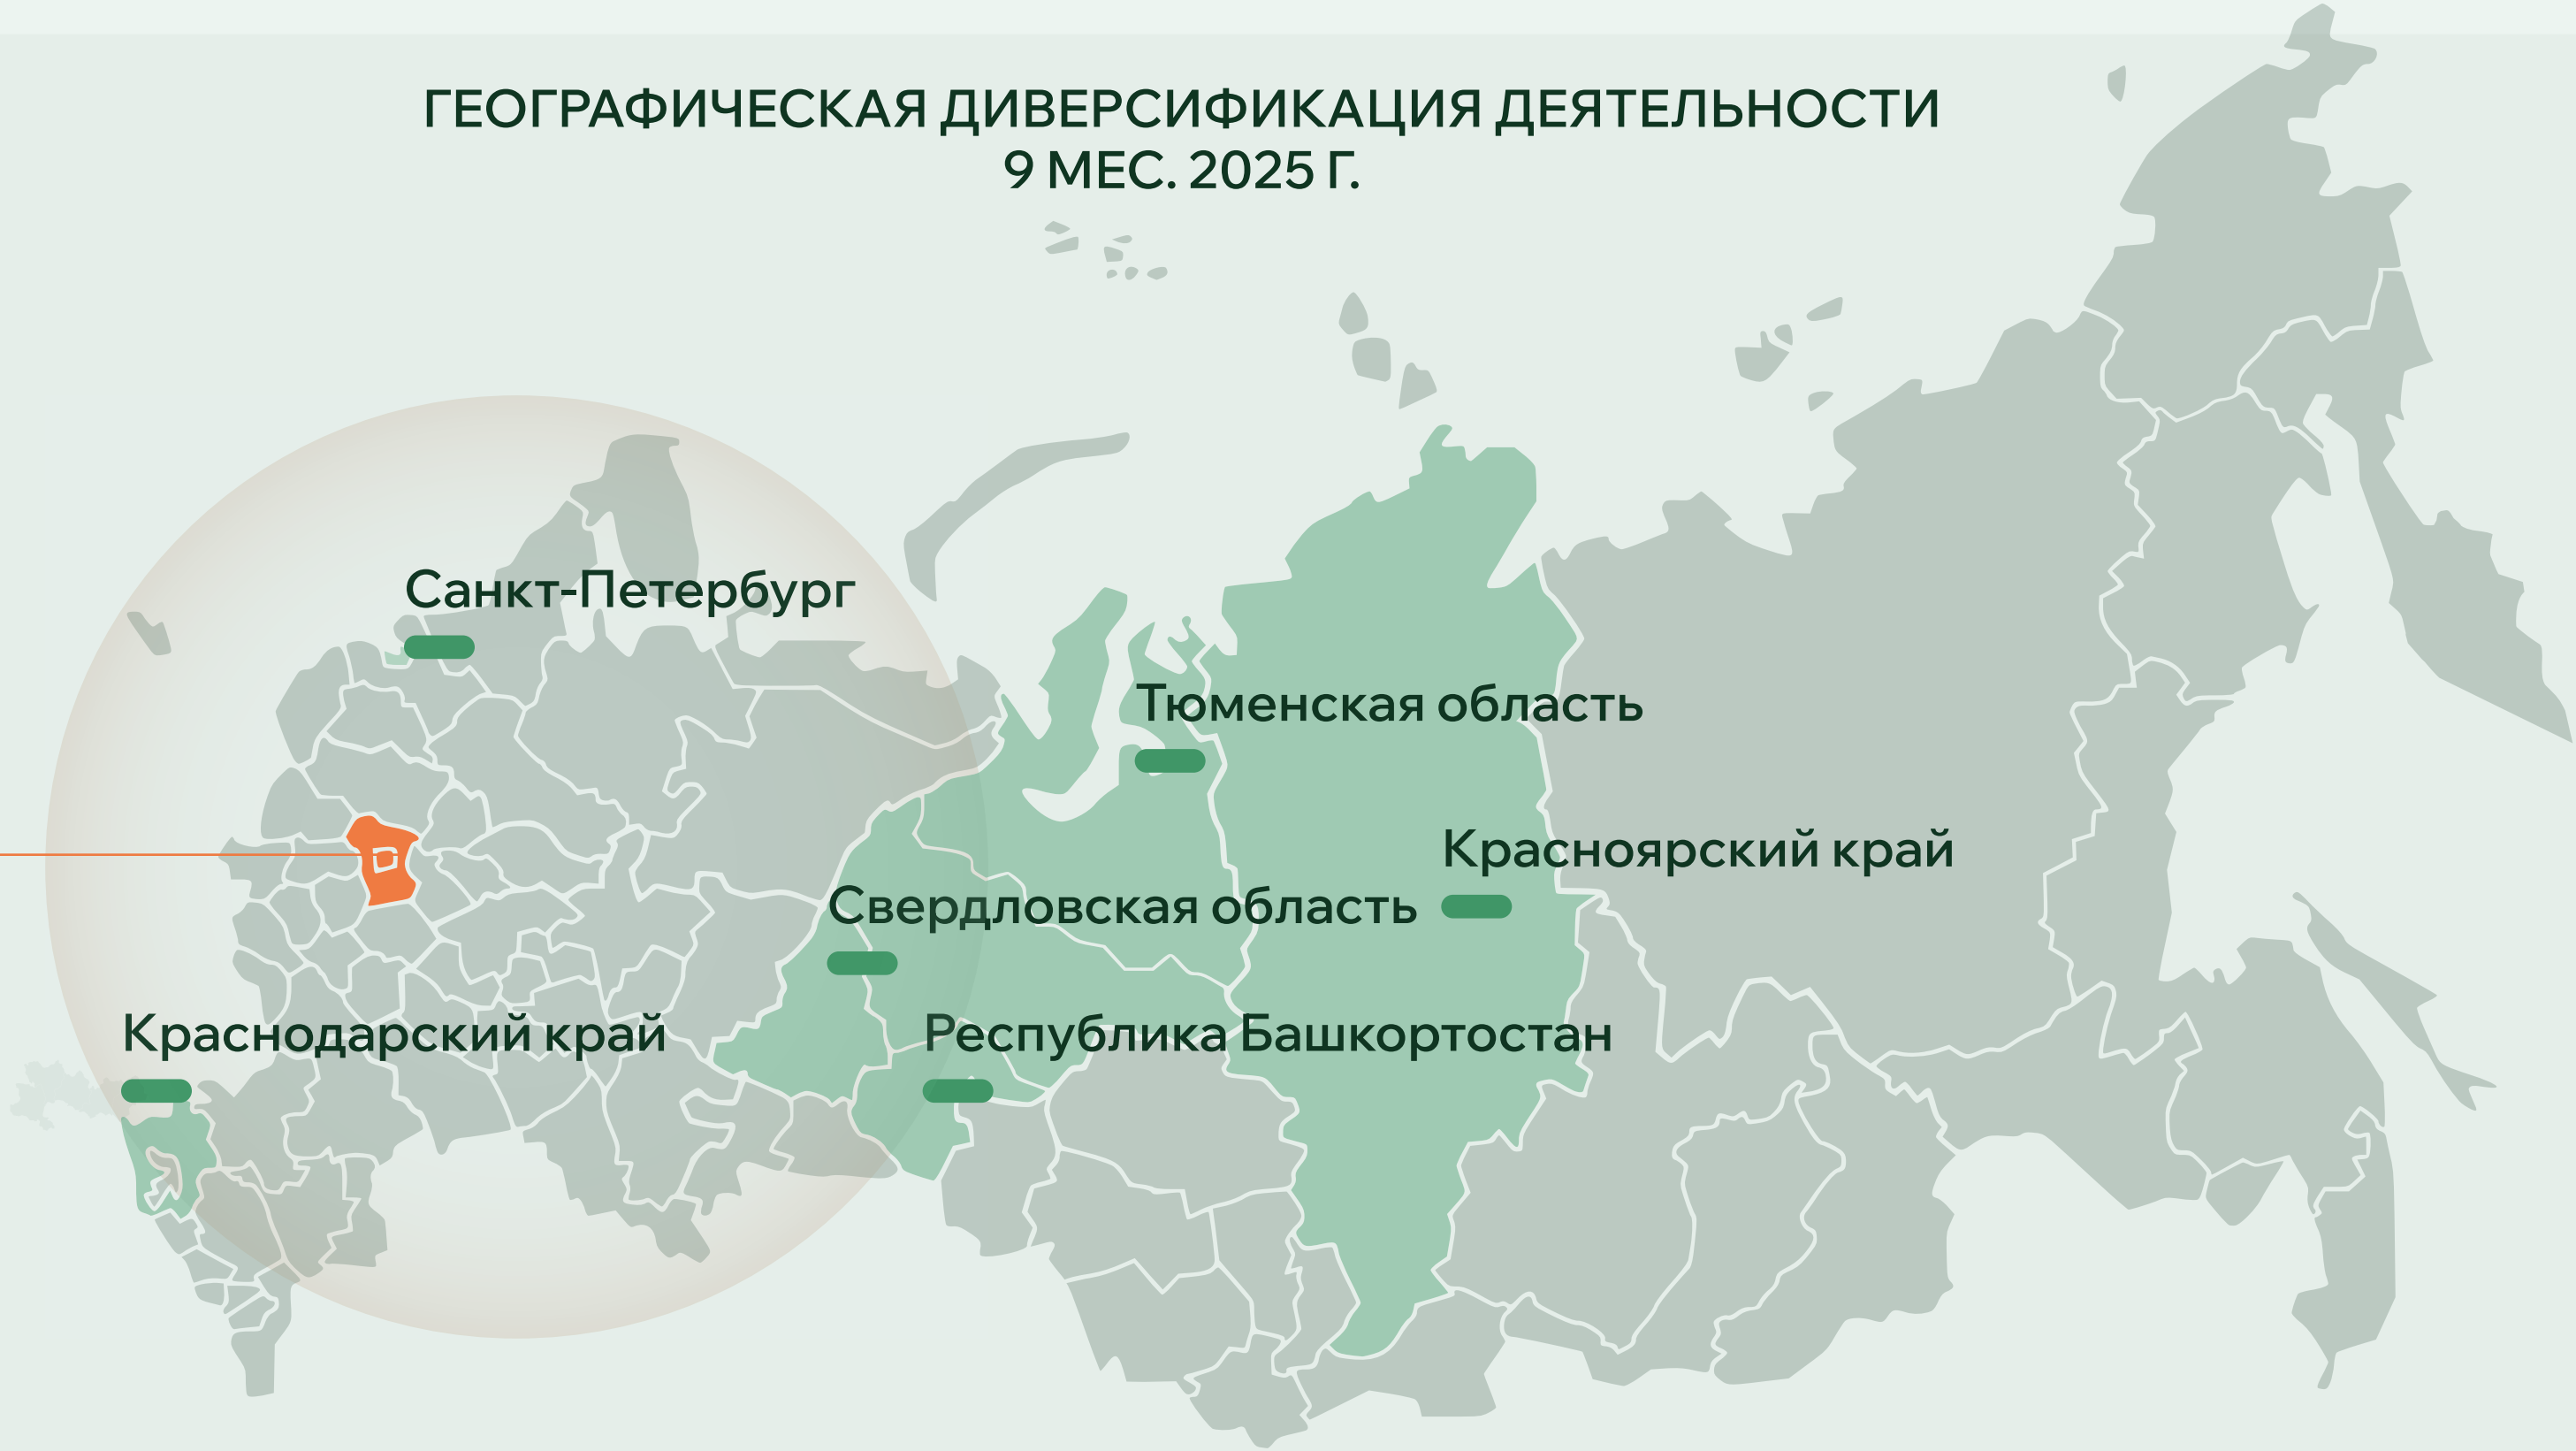 ГЕОГРАФИЧЕСКАЯ ДИВЕРСИФИКАЦИЯ ДЕЯТЕЛЬНОСТИ
9 МЕС. 2025 Г.
Санкт-Петербург
Тюменская область
Красноярский край
Свердловская область
Краснодарский край
Республика Башкортостан